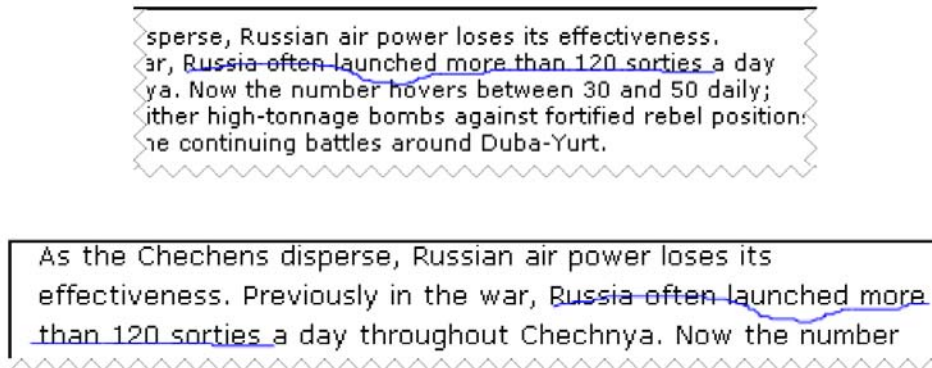 sperse, Russian air power loses its effectiveness.
ar, Russia often launched more than 120 sorties a day
ya. Now the number hovers between 30 and 50 daily;
ither high-tonnage bombs against fortified rebel positions
ne continuing battles around Duba-Yurt.
As the Chechens disperse, Russian air power loses its
effectiveness. Previously in the war, Russia often launched more
than 120 sorties a day throughout Chechnya. Now the number